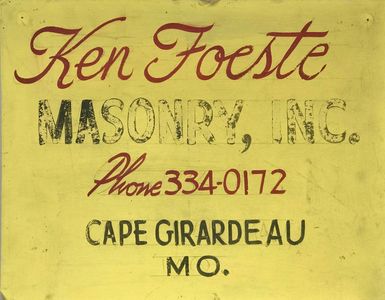 Ken Foeste
MASONRY, INC.
Phone 334-0172
CAPE GIRARDEAU
MO.